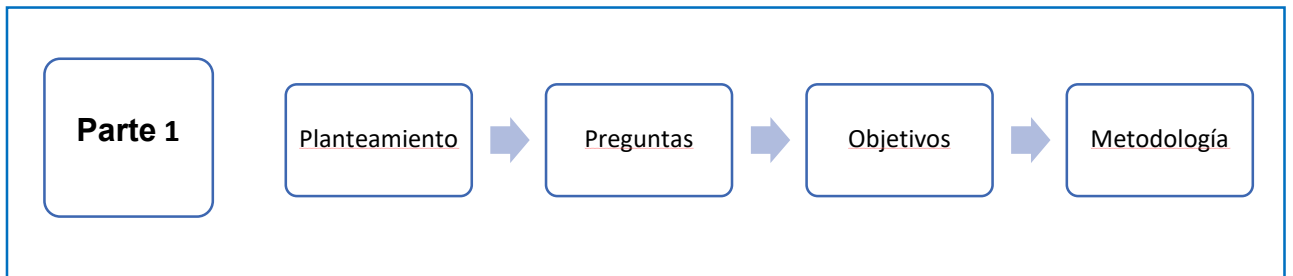 Parte 1
Planteamiento
Preguntas
Objetivos
Metodología